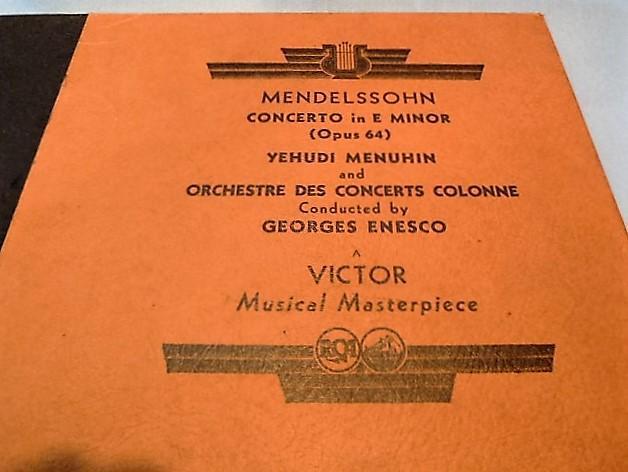 MENDELSSOHN
CONCERTO in E MINOR
(Opus 64)
YEHUDI MENUHIN
and
ORCHESTRE DES CONCERTS COLONNE
Conducted by
GEORGES ENESCO
A
VICTOR
Musical Masterpiece
RCA